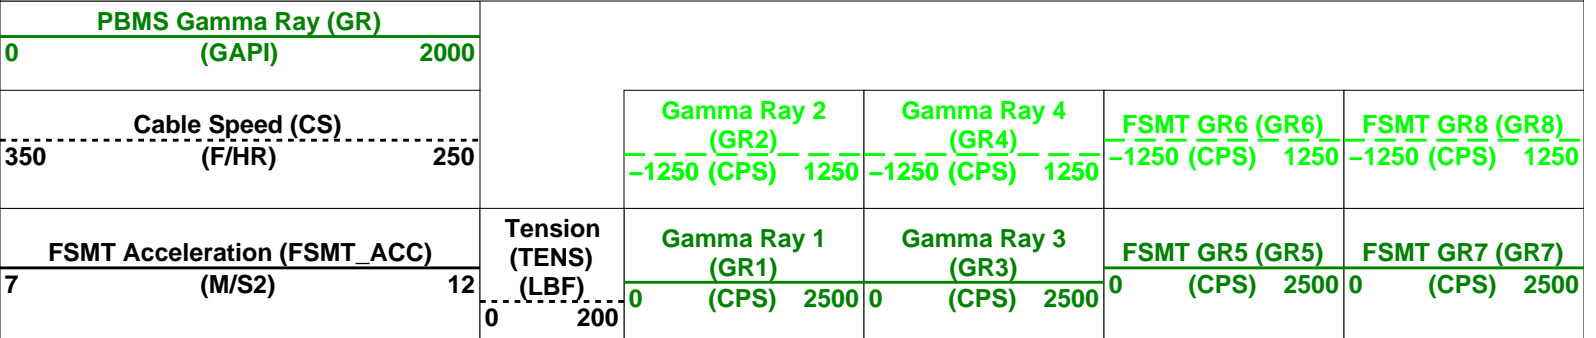 PBMS Gamma Ray (GR)
0 (GAPI) 2000
Cable Speed (CS)
350 (F/HR) 250
Gamma Ray 2
(GR2)
−1250 (CPS) 1250
Gamma Ray 4
(GR4)
−1250 (CPS) 1250
FSMT GR6 (GR6)
−1250 (CPS) 1250
FSMT GR8 (GR8)
−1250 (CPS) 1250
FSMT Acceleration (FSMT_ACC)
7 (M/S2) 12
Tension
(TENS)
(LBF)
0 200
Gamma Ray 1
(GR1)
0 (CPS) 2500
Gamma Ray 3
(GR3)
0 (CPS) 2500
FSMT GR5 (GR5)
0 (CPS) 2500
FSMT GR7 (GR7)
0 (CPS) 2500